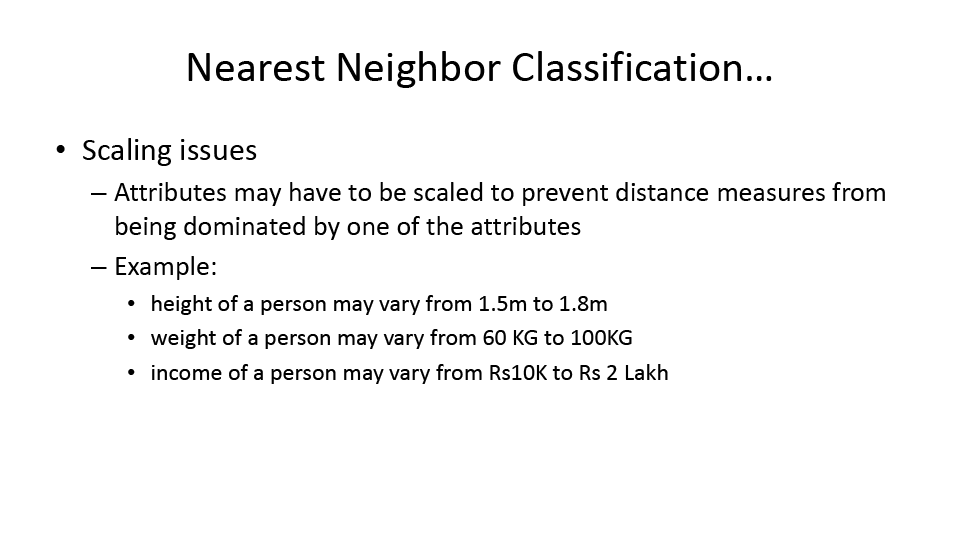 Nearest Neighbor Classification…
• Scaling issues
– Attributes may have to be scaled to prevent distance measures from
being dominated by one of the attributes
– Example:
• height of a person may vary from 1.5m to 1.8m
• weight of a person may vary from 60 KG to 100KG
• income of a person may vary from Rs10K to Rs 2 Lakh